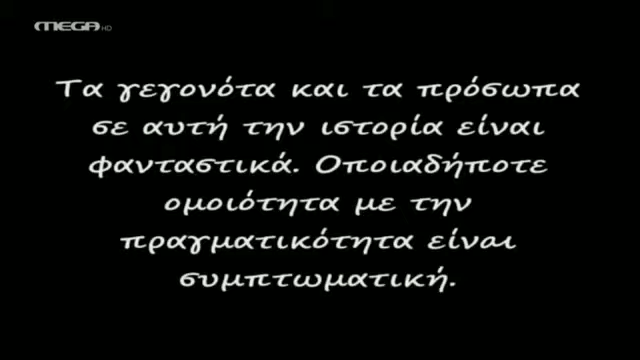 MEGA HD
Τα γεγονότα και τα πρόσωπα
σε αυτή την ιστορία είναι
φανταστικά. Οποιαδήποτε
ομοιότητα με την
πραγματικότητα είναι
συμπτωματική.